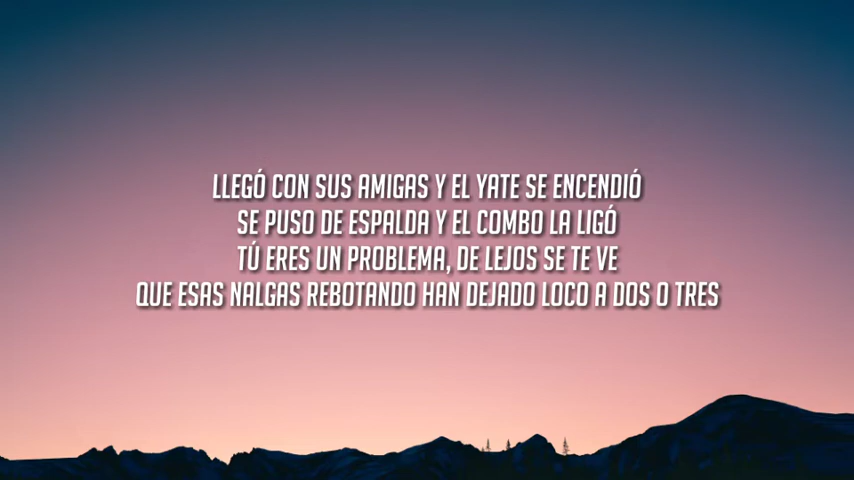 LLEGÓ CON SUS AMIGAS Y EL YATE SE ENCENDIÓ
SE PUSO DE ESPALDA Y EL COMBO LA LIGÓ
TÚ ERES UN PROBLEMA, DE LEJOS SE TE VE
QUE ESAS NALGAS REBOTANDO HAN DEJADO LOCO A DOS O TRES